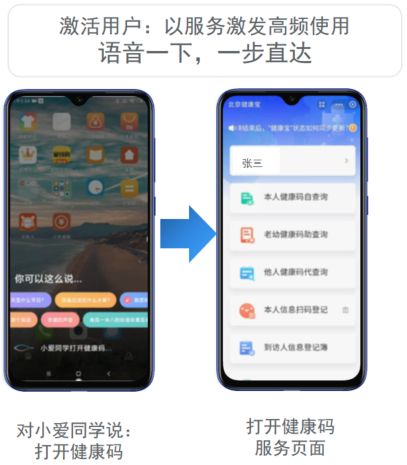 激活用户：以服务激发高频使用
语音一下，一步直达
你可以这么说...
小爱同学打开健康码...
北京健康宝
张三
本人健康码自查询
老幼健康码助查询
他人健康码代查询
本人信息扫码登记
到访人信息登记簿
对小爱同学说：
打开健康码
打开健康码
服务页面